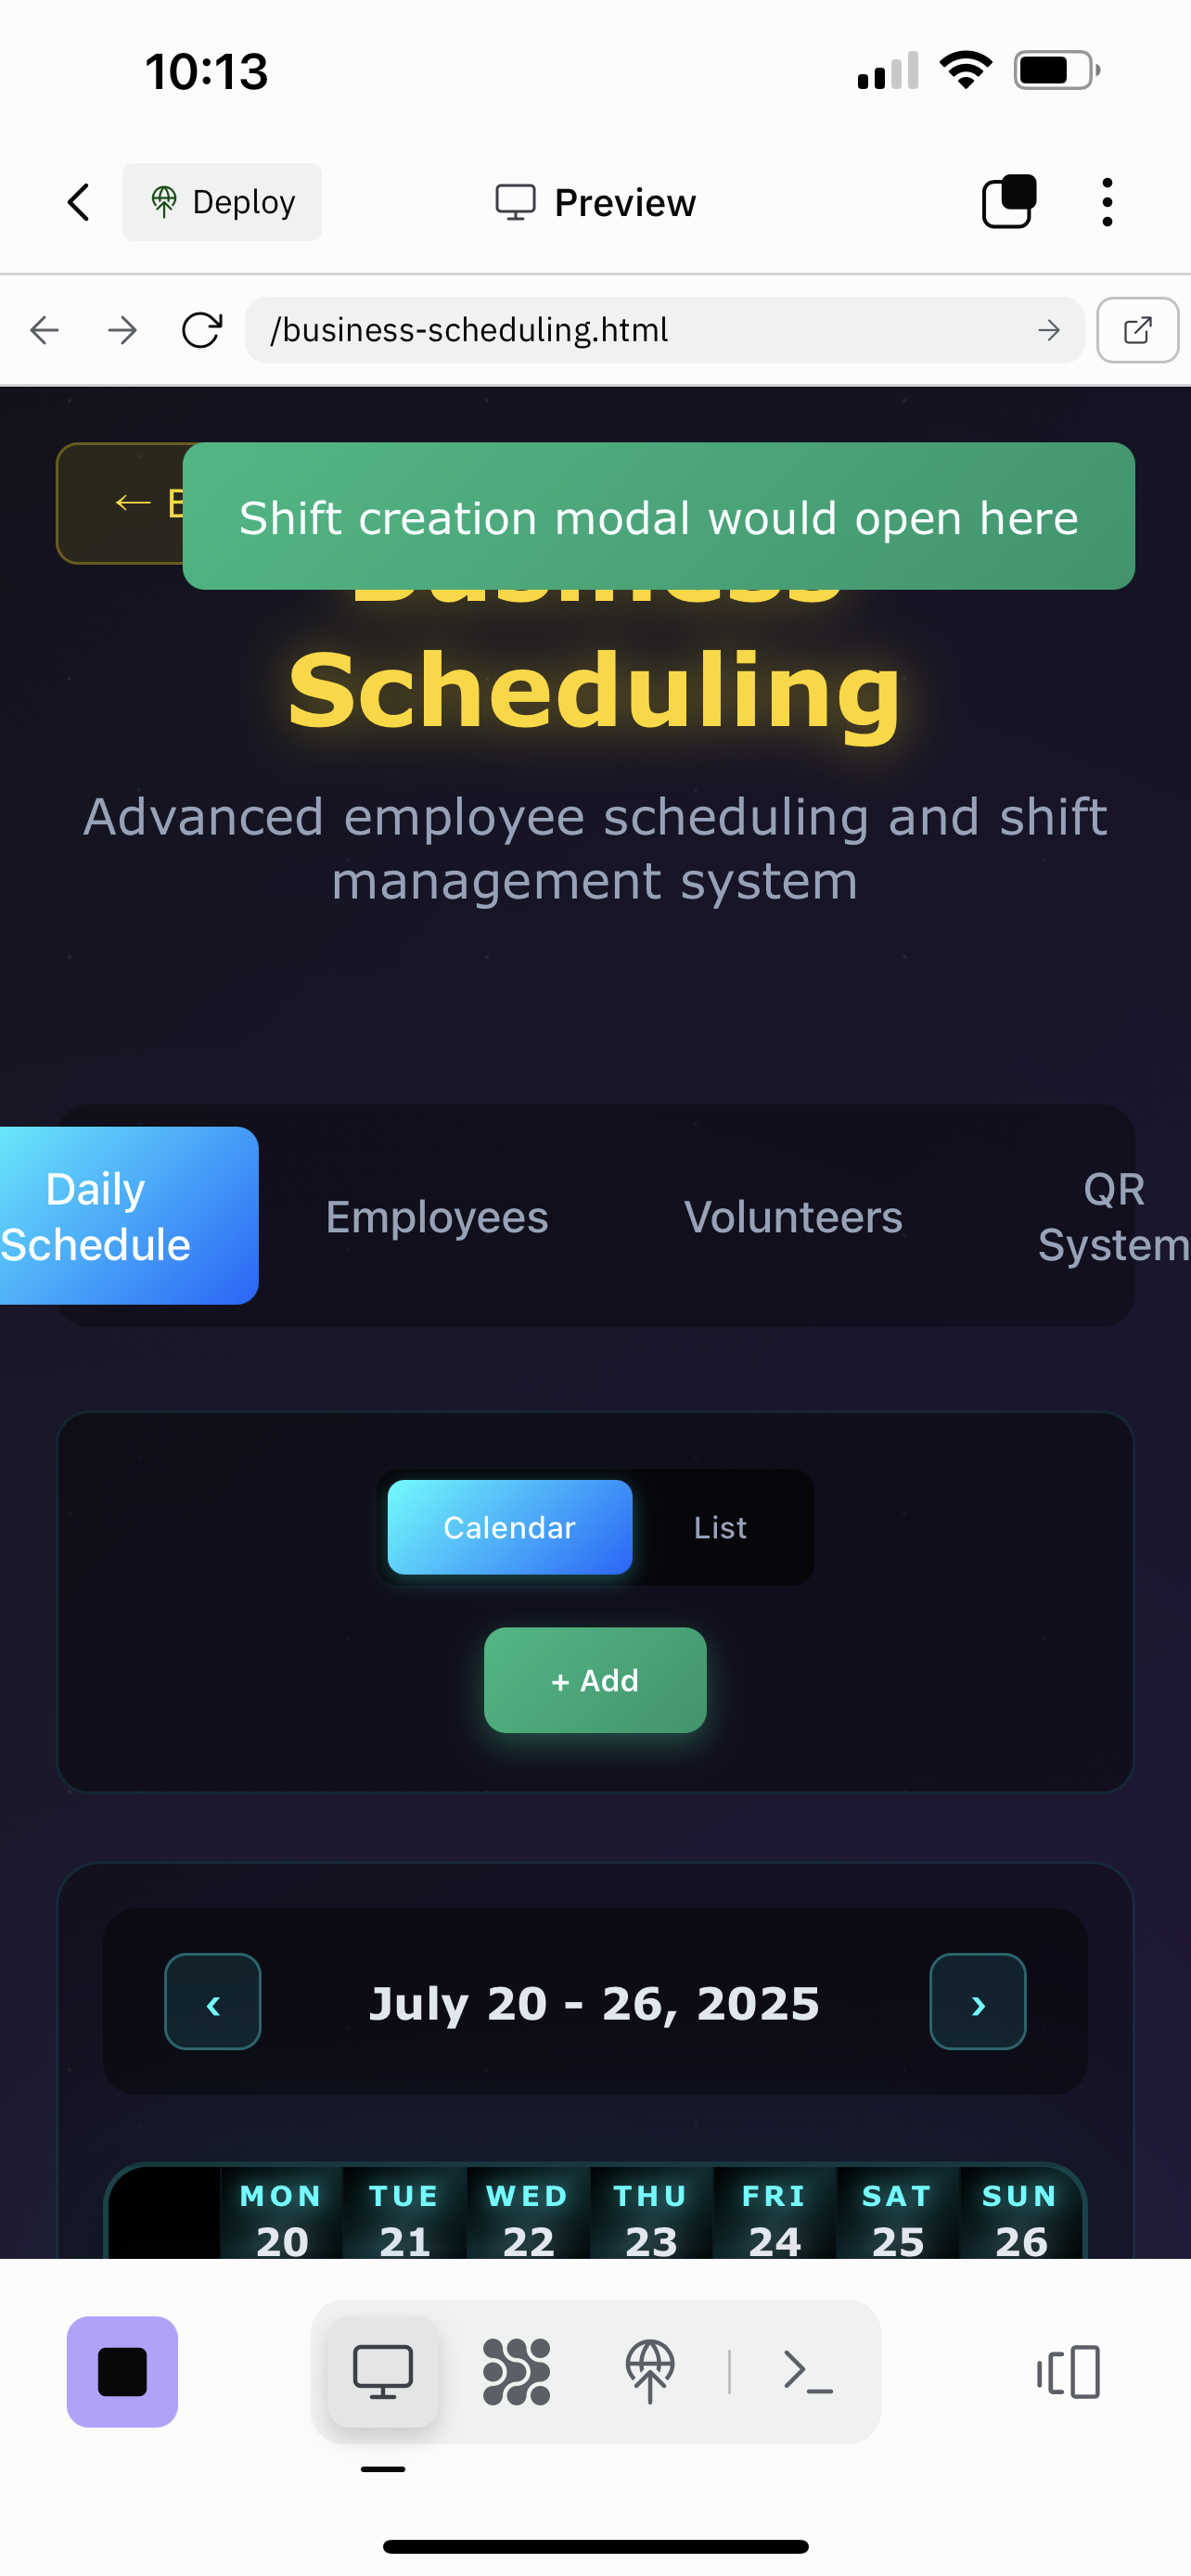 10:13
Deploy
Preview
/business-scheduling.html
←
Shift creation modal would open here
Business
Scheduling
Advanced employee scheduling and shift
management system
Daily
Schedule
Employees
Volunteers
QR
System
Calendar
List
+ Add
‹
July 20 - 26, 2025
›
MON TUE WED THU FRI SAT SUN
20 21 22 23 24 25 26